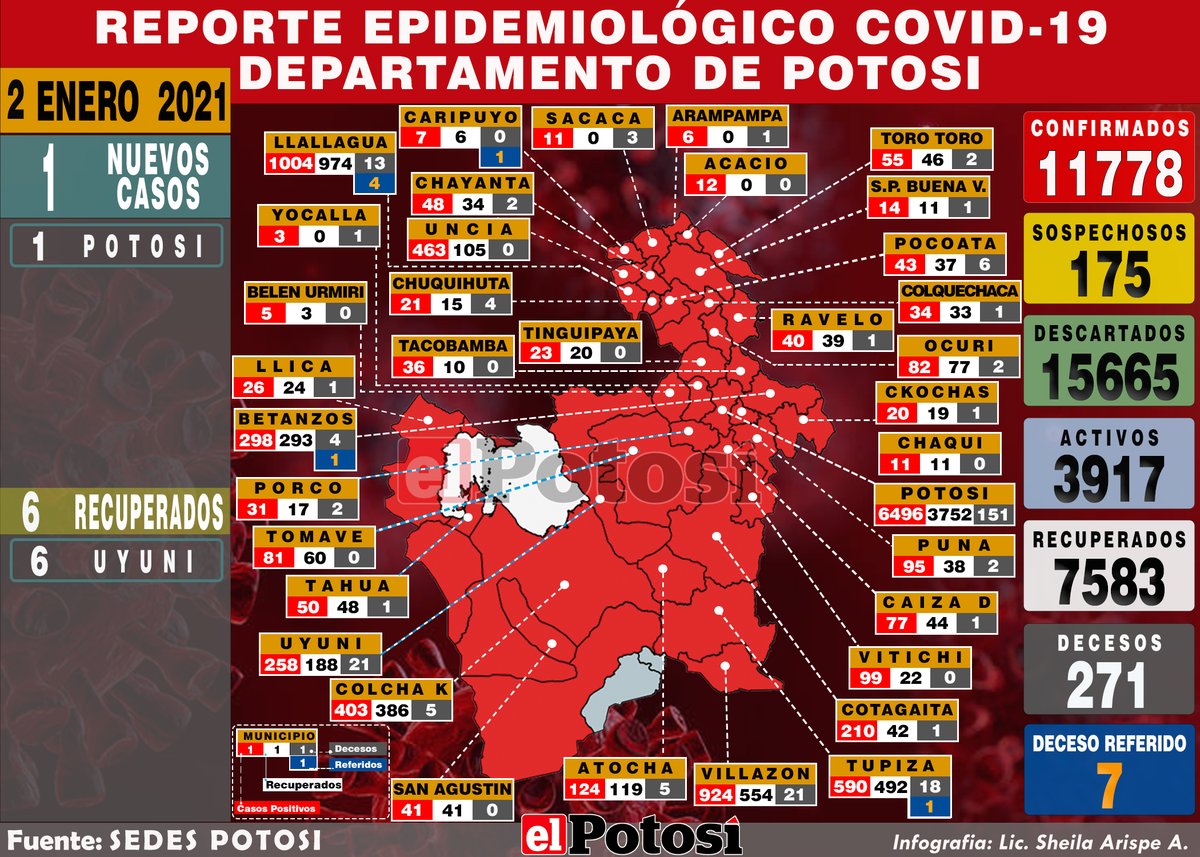 REPORTE EPIDEMIOLÓGICO COVID-19
DEPARTAMENTO DE POTOSI
2 ENERO 2021
1 NUEVOS CASOS
1 POTOSI
6 RECUPERADOS
6 UYUNI
CARIPUYO
7 6 0
1
SACACA
11 0 3
ARAMPAMPA
6 0 1
LLALLAGUA
1004 974 13
4
ACACIO
12 0 0
TORO TORO
55 46 2
CHAYANTA
48 34 2
S.P. BUENA V.
14 11 1
YOCALLA
3 0 1
UNCIA
463 105 0
POCOATA
43 37 6
BELEN URMIRI
5 3 0
CHUQUIHUTA
21 15 4
COLQUECHACA
34 33 1
TINGUIPAYA
23 20 0
RAVELO
40 39 1
TACOBAMBA
36 10 0
OCURI
82 77 2
LLICA
26 24 1
CKOCHAS
20 19 1
BETANZOS
298 293 4
1
CHAQUI
11 11 0
PORCO
31 17 2
POTOSI
6496 3752 151
TOMAVE
81 60 0
PUNA
95 38 2
TAHUA
50 48 1
CAIZA D
77 44 1
UYUNI
258 188 21
VITICHI
99 22 0
COLCHA K
403 386 5
COTAGAITA
210 42 1
SAN AGUSTIN
41 41 0
ATOCHA
124 119 5
VILLAZON
924 554 21
TUPIZA
590 492 18
1
el Potosí
MUNICIPIO
1 1 1
1
Decesos
Referidos
Recuperados
Casos Positivos
CONFIRMADOS
11778
SOSPECHOSOS
175
DESCARTADOS
15665
ACTIVOS
3917
RECUPERADOS
7583
DECESOS
271
DECESO REFERIDO
7
Fuente: SEDES POTOSI
el Potosí
Infografia: Lic. Sheila Arispe A.